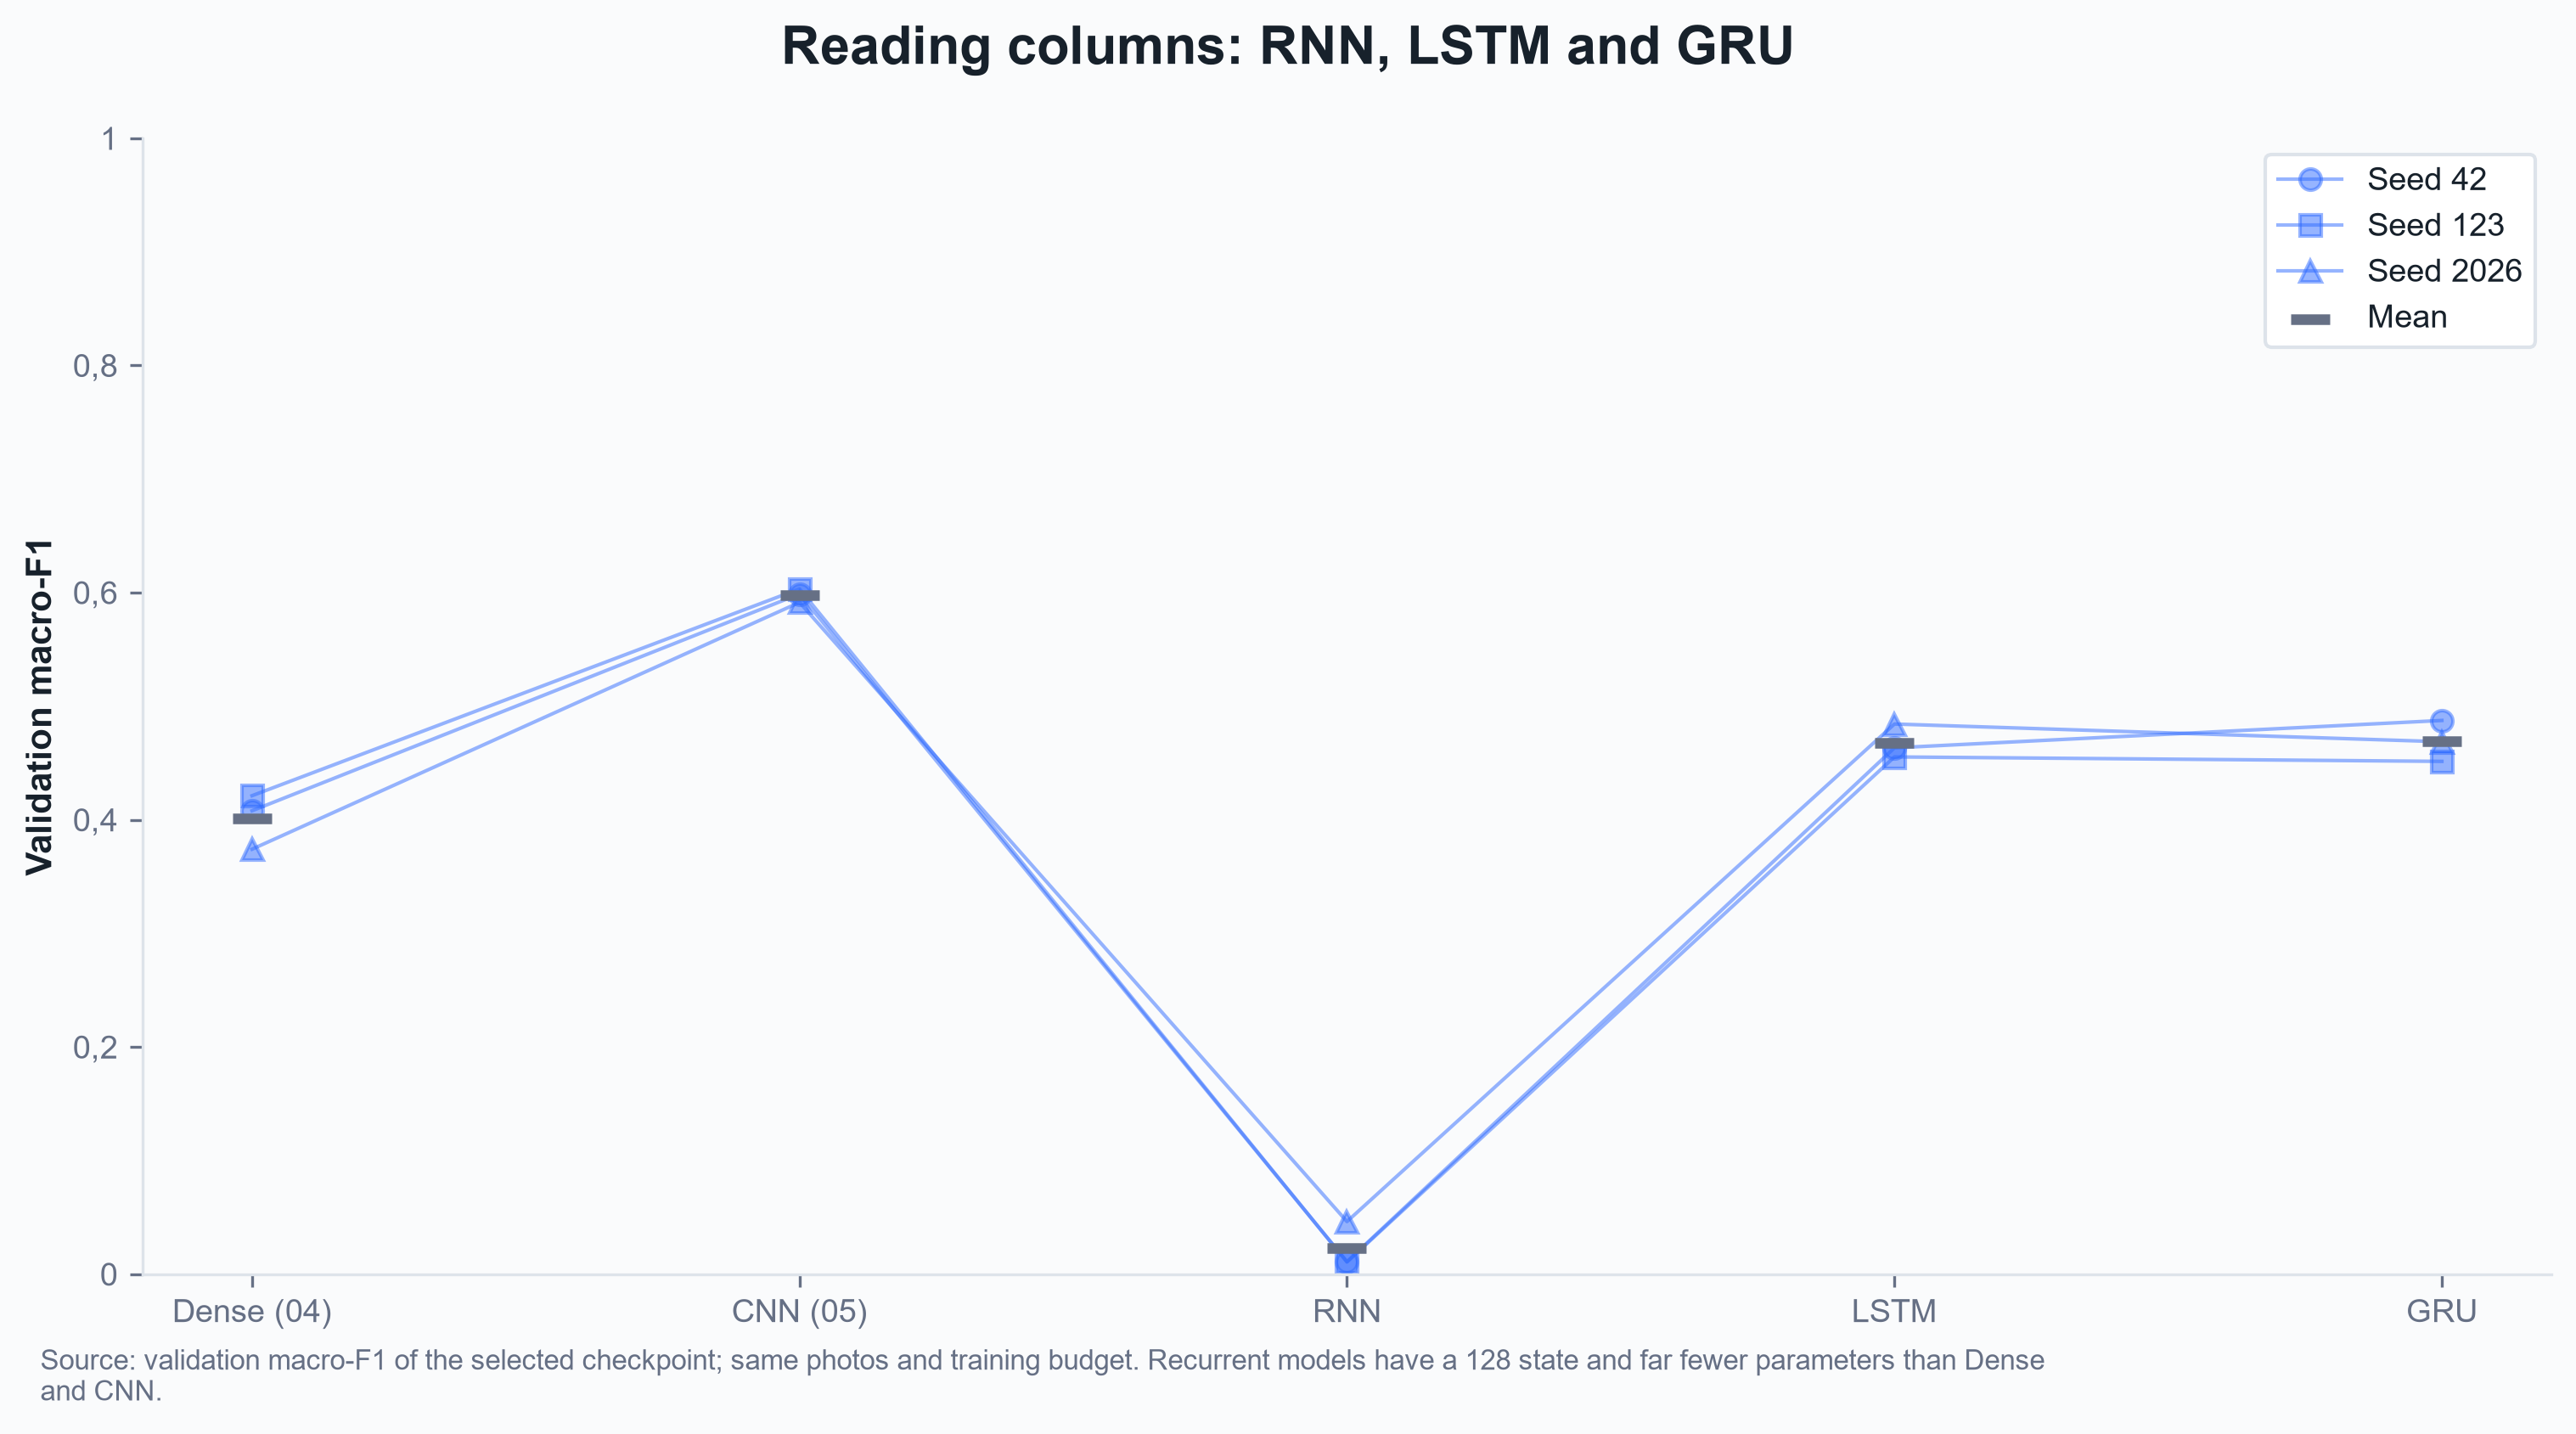 Reading columns: RNN, LSTM and GRU
1
0,8
0,6
0,4
0,2
0
Validation macro-F1
Seed 42
Seed 123
Seed 2026
Mean
Dense (04)
CNN (05)
RNN
LSTM
GRU
Source: validation macro-F1 of the selected checkpoint; same photos and training budget. Recurrent models have a 128 state and far fewer parameters than Dense
and CNN.